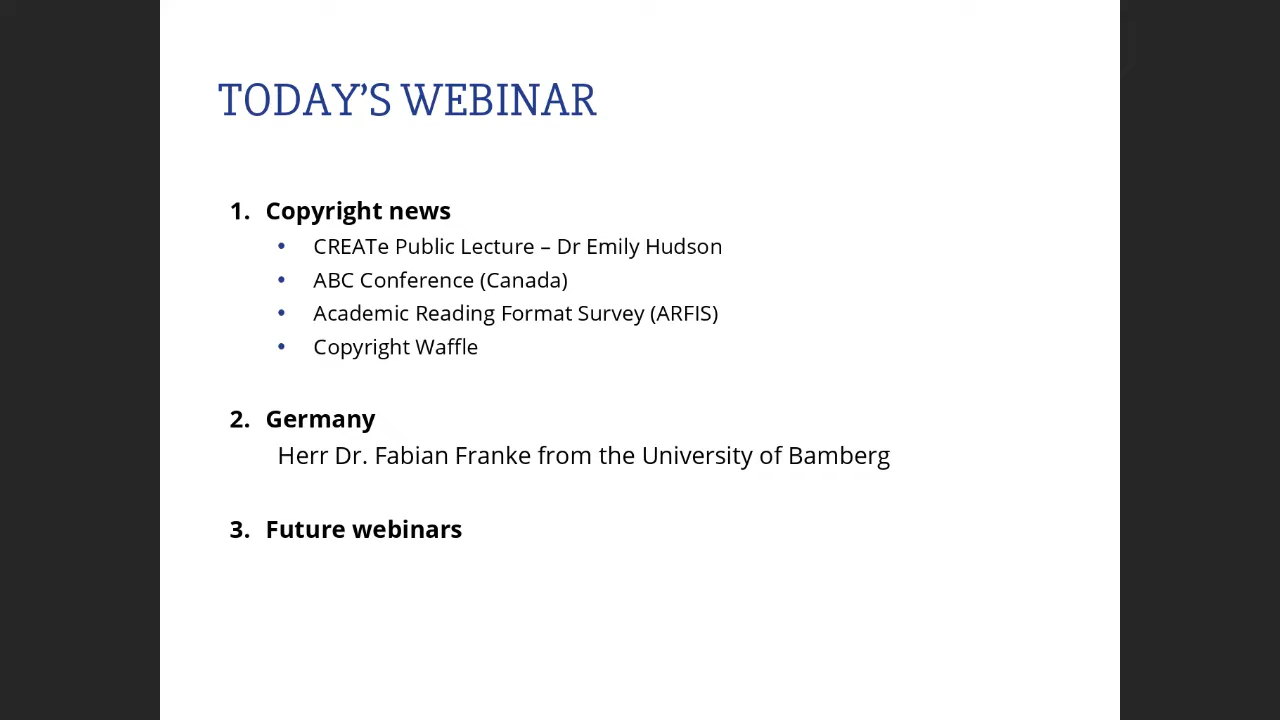 TODAY’S WEBINAR
1. Copyright news
• CREATe Public Lecture – Dr Emily Hudson
• ABC Conference (Canada)
• Academic Reading Format Survey (ARFIS)
• Copyright Waffle
2. Germany
Herr Dr. Fabian Franke from the University of Bamberg
3. Future webinars